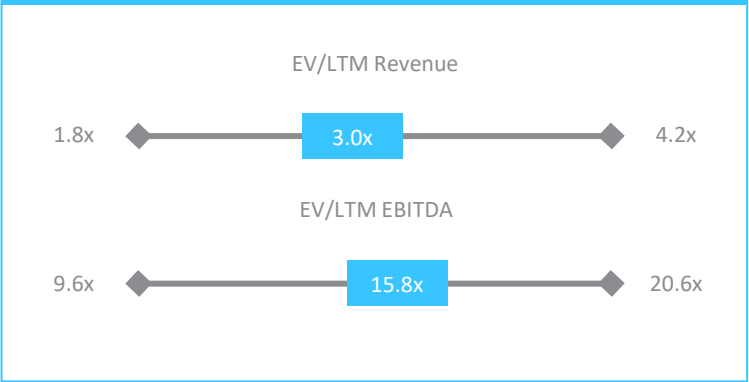 EV/LTM Revenue
1.8x 3.0x 4.2x
EV/LTM EBITDA
9.6x 15.8x 20.6x